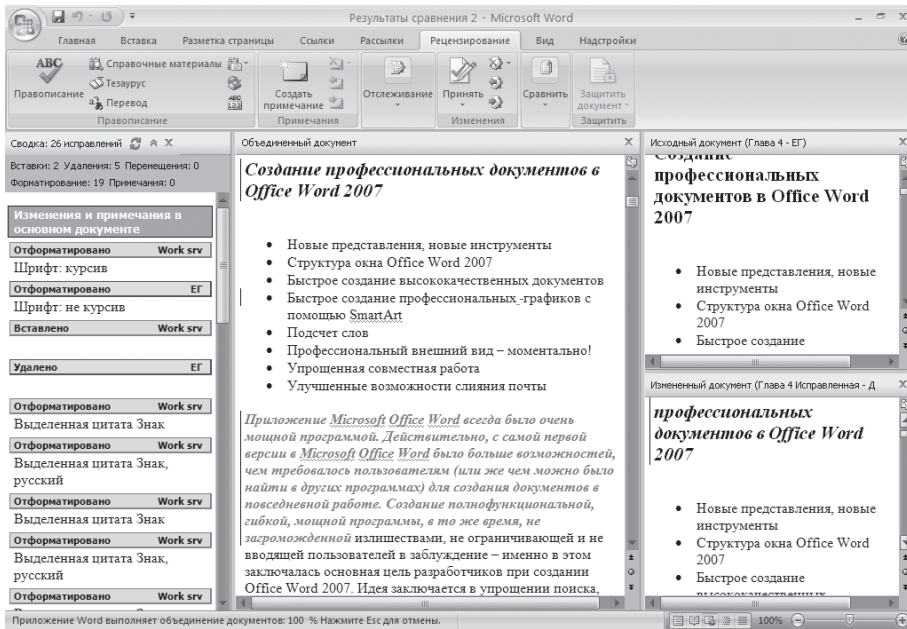 Результаты сравнения 2 - Microsoft Word
Главная Вставка Разметка страницы Ссылки Рассылки Рецензирование Вид Надстройки
ABC
Правописание
Справочные материалы
Тезаурус
Перевод
ABC
123
Правописание
Создать
примечание
Примечания
Отслеживание
Принять
Изменения
Сравнить
Защитить
документ
Защитить
Сводка: 26 исправлений
Вставки: 2 Удаления: 5 Перемещения: 0
Форматирование: 19 Примечания: 0
Изменения и примечания в
основном документе
Отформатировано Work srv
Шрифт: курсив
Отформатировано ЕГ
Шрифт: не курсив
Вставлено Work srv
Удалено ЕГ
Отформатировано Work srv
Выделенная цитата Знак
Отформатировано Work srv
Выделенная цитата Знак,
русский
Отформатировано Work srv
Выделенная цитата Знак
Отформатировано Work srv
Выделенная цитата Знак,
русский
Отформатировано Work srv
Объединенный документ
Создание профессиональных документов в
Office Word 2007
• Новые представления, новые инструменты
• Структура окна Office Word 2007
• Быстрое создание высококачественных документов
• Быстрое создание профессиональных -графиков с
помощью SmartArt
• Подсчет слов
• Профессиональный внешний вид – моментально!
• Упрощенная совместная работа
• Улучшенные возможности слияния почты
Приложение Microsoft Office Word всегда было очень
мощной программой. Действительно, с самой первой
версии в Microsoft Office Word было больше возможностей,
чем требовалось пользователям (или же чем можно было
найти в других программах) для создания документов в
повседневной работе. Создание полнофункциональной,
гибкой, мощной программы, в то же время, не
загроможденной излишествами, не ограничивающей и не
вводящей пользователей в заблуждение – именно в этом
заключалась основная цель разработчиков при создании
Office Word 2007. Идея заключается в упрощении поиска,
Исходный документ (Глава 4 - ЕГ)
Создание
профессиональных
документов в Office Word
2007
• Новые представления, новые
инструменты
• Структура окна Office Word
2007
• Быстрое создание
Измененный документ (Глава 4 Исправленная - Д
профессиональных
документов в Office Word
2007
• Новые представления, новые
инструменты
• Структура окна Office Word
2007
• Быстрое создание
высококачественных
Приложение Word выполняет объединение документов: 100 % Нажмите Esc для отмены.
100%